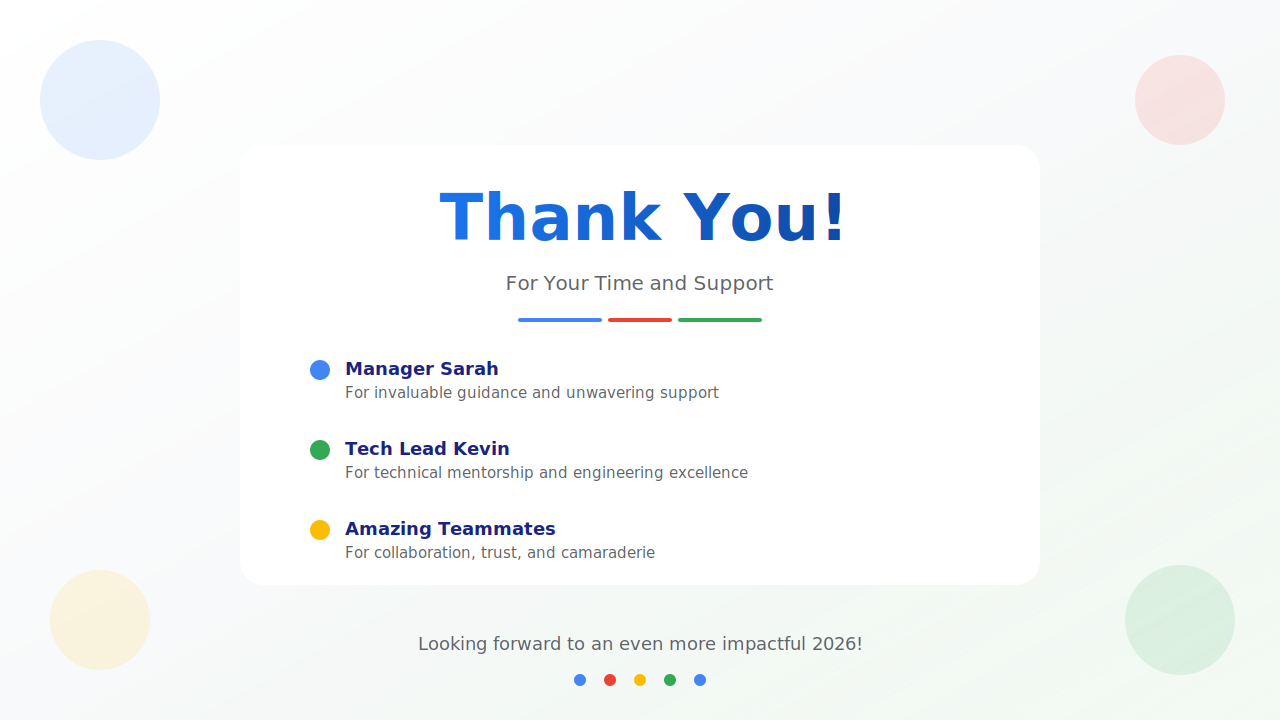 Thank You!
For Your Time and Support
Manager Sarah
For invaluable guidance and unwavering support
Tech Lead Kevin
For technical mentorship and engineering excellence
Amazing Teammates
For collaboration, trust, and camaraderie
Looking forward to an even more impactful 2026!